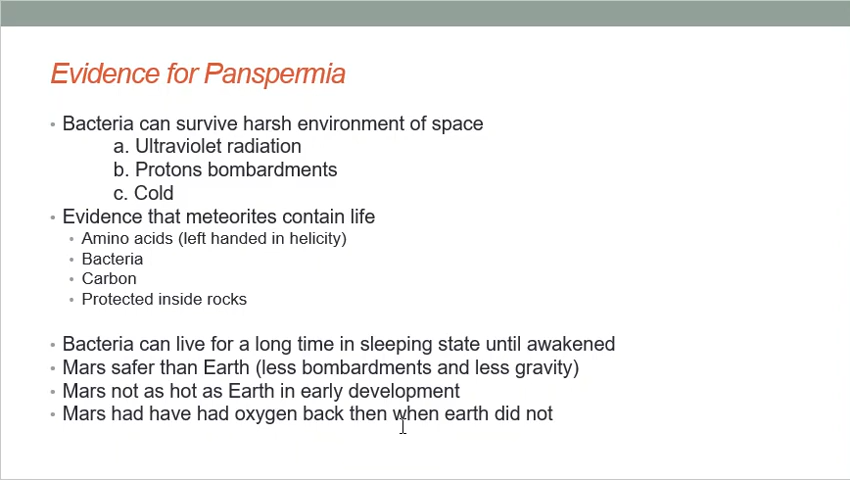 Evidence for Panspermia
• Bacteria can survive harsh environment of space
a. Ultraviolet radiation
b. Protons bombardments
c. Cold
• Evidence that meteorites contain life
• Amino acids (left handed in helicity)
• Bacteria
• Carbon
• Protected inside rocks
• Bacteria can live for a long time in sleeping state until awakened
• Mars safer than Earth (less bombardments and less gravity)
• Mars not as hot as Earth in early development
• Mars had have had oxygen back then when earth did not